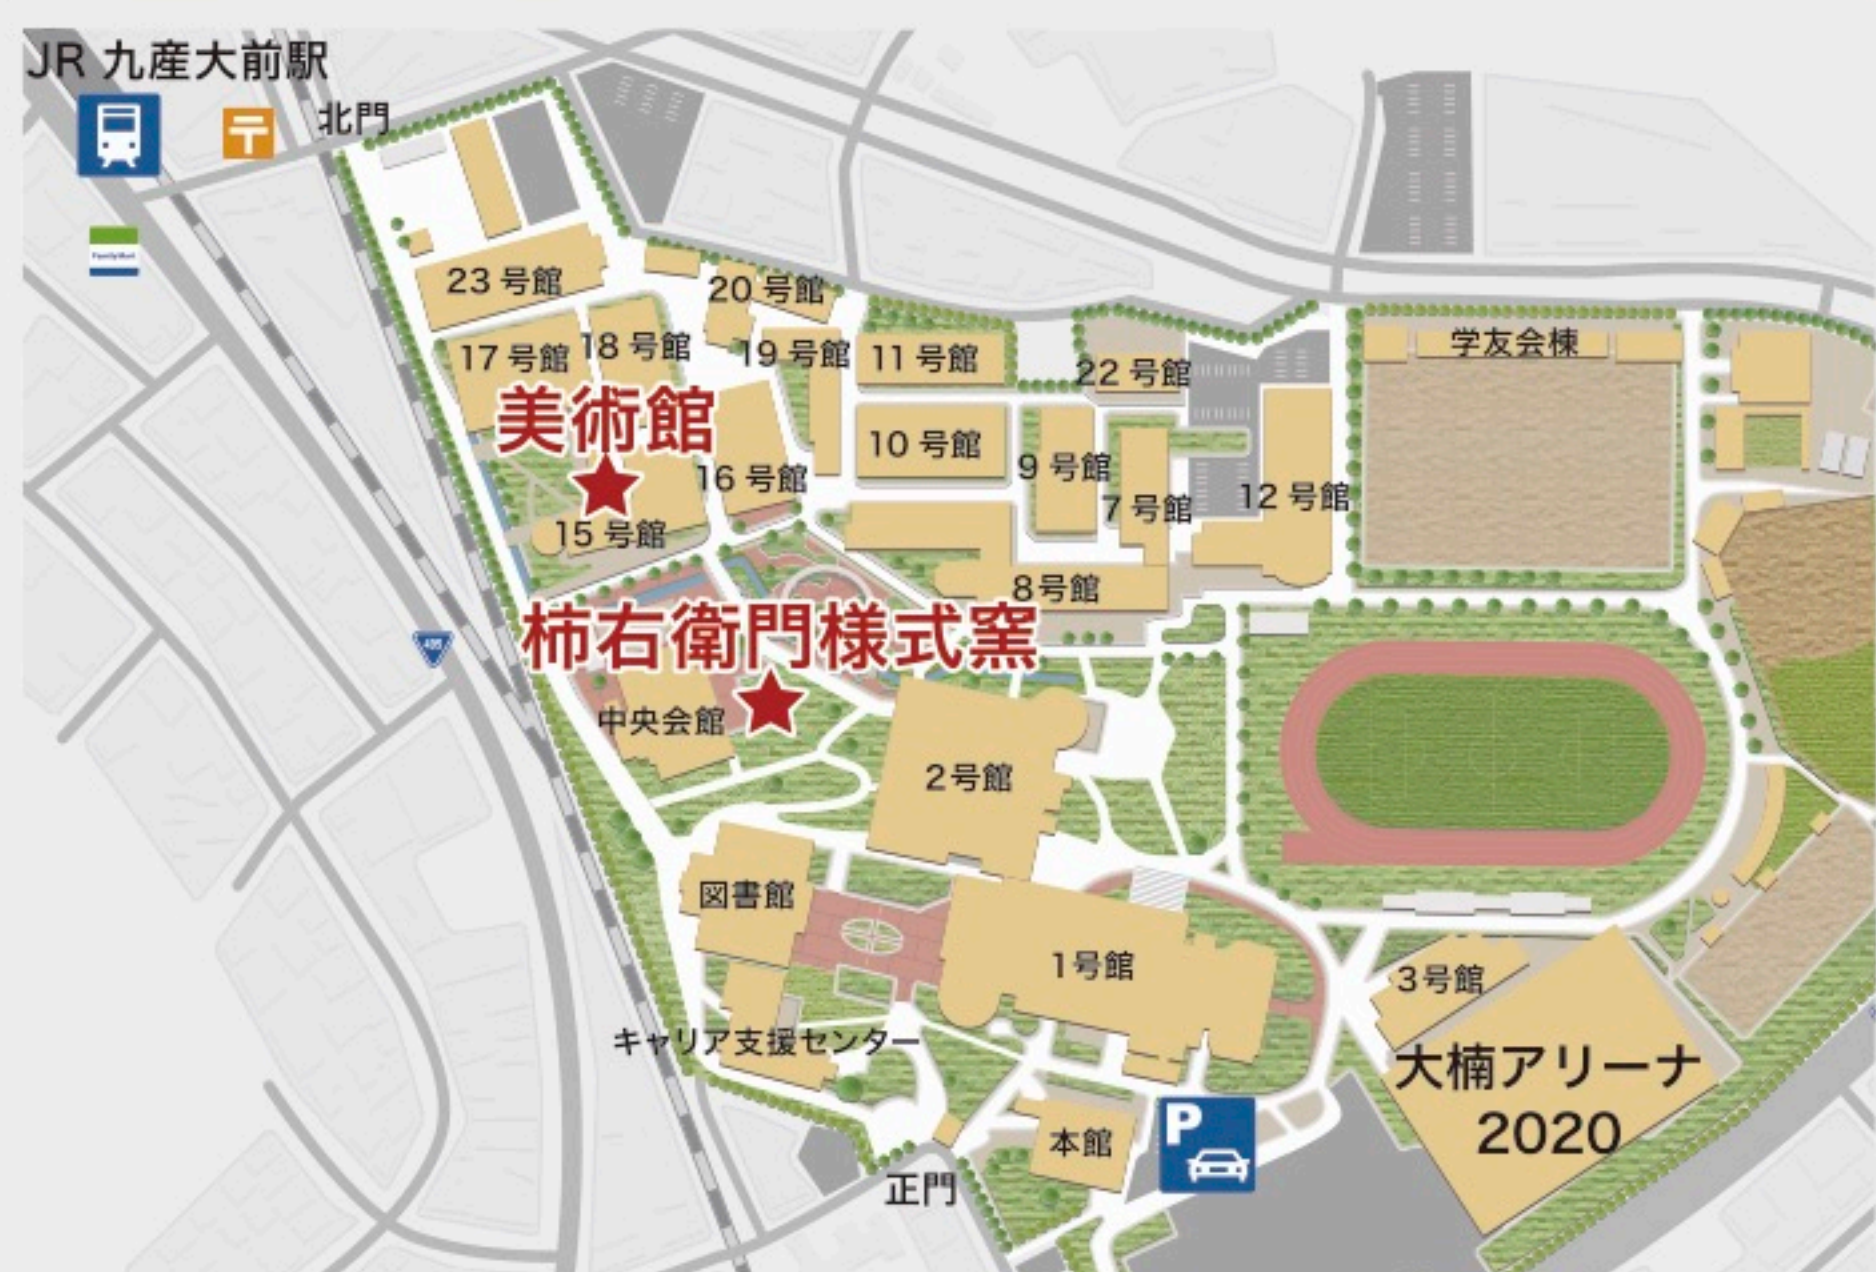 JR 九産大前駅
北門
FamilyMart
23 号館
20 号館
17 号館
18 号館
19 号館
11 号館
22 号館
学友会棟
美術館
16 号館
10 号館
9 号館
7 号館
12 号館
15 号館
8号館
柿右衛門様式窯
495
中央会館
2号館
図書館
1号館
3号館
キャリア支援センター
大楠アリーナ
2020
本館
P
正門